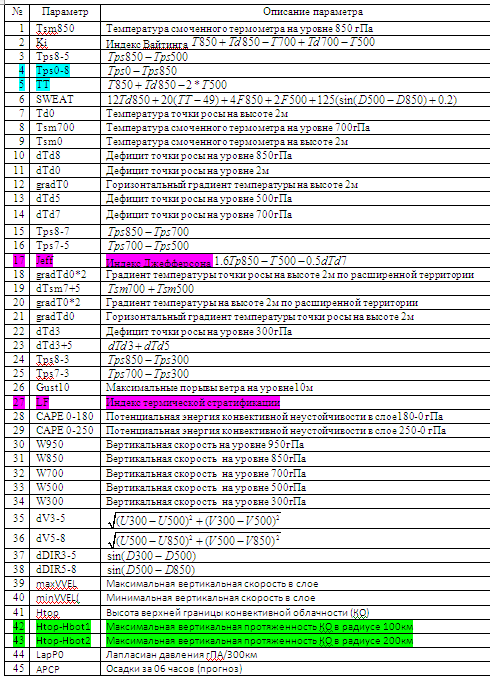 № Параметр Описание параметра
1 Tsm850 Температура смоченного термометра на уровне 850 гПа
2 Ki Индекс Вайтинга T850+Td850−T700+Td700−T500
3 Tps8-5 Tps850−Tps500
4 Tps0-8 Tps0−Tps850
5 TT T850+Td850−2*T500
6 SWEAT 12Td850+20(TT−49)+4F850+2F500+125(sin(D500−D850)+0.2)
7 Td0 Температура точки росы на высоте 2м
8 Tsm700 Температура смоченного термометра на уровне 700гПа
9 Tsm0 Температура смоченного термометра на высоте 2м
10 dTd8 Дефицит точки росы на уровне 850гПа
11 dTd0 Дефицит точки росы на уровне 2м
12 gradT0 Горизонтальный градиент температуры на высоте 2м
13 dTd5 Дефицит точки росы на уровне 500гПа
14 dTd7 Дефицит точки росы на уровне 700гПа
15 Tps8-7 Tps850−Tps700
16 Tps7-5 Tps700−Tps500
17 Jeff Индекс Джефферсона 1.6Tp850−T500−0.5dTd7
18 gradTd0*2 Градиент температуры точки росы на высоте 2м по расширенной территории
19 dTsm7+5 Tsm700+Tsm500
20 gradT0*2 Градиент температуры на высоте 2м по расширенной территории
21 gradTd0 Горизонтальный градиент температуры точки росы на высоте 2м
22 dTd3 Дефицит точки росы на уровне 300гПа
23 dTd3+5 dTd3+dTd5
24 Tps8-3 Tps850−Tps300
25 Tps7-3 Tps700−Tps300
26 Gust10 Максимальные порывы ветра на уровне10м
27 LF Индекс термической стратификации
28 CAPE 0-180 Потенциальная энергия конвективной неустойчивости в слое180-0 гПа
29 CAPE 0-250 Потенциальная энергия конвективной неустойчивости в слое 250-0 гПа
30 W950 Вертикальная скорость на уровне 950гПа
31 W850 Вертикальная скорость на уровне 850гПа
32 W700 Вертикальная скорость на уровне 700гПа
33 W500 Вертикальная скорость на уровне 500гПа
34 W300 Вертикальная скорость на уровне 300гПа
35 dV3-5 √(U300−U500)²+(V300−V500)²
36 dV5-8 √(U500−U850)²+(V500−V850)²
37 dDIR3-5 sin(D300−D500)
38 dDIR5-8 sin(D500−D850)
39 maxVVEL Максимальная вертикальная скорость в слое
40 minVVEL( Минимальная вертикальная скорость в слое
41 Htop Высота верхней границы конвективной облачности (КО)
42 Htop-Hbot1 Максимальная вертикальная протяженность КО в радиусе 100км
43 Htop-Hbot2 Максимальная вертикальная протяженность КО в радиусе 200км
44 LapP0 Лапласиан давления гПА/300км
45 APCP Осадки за 06 часов (прогноз)